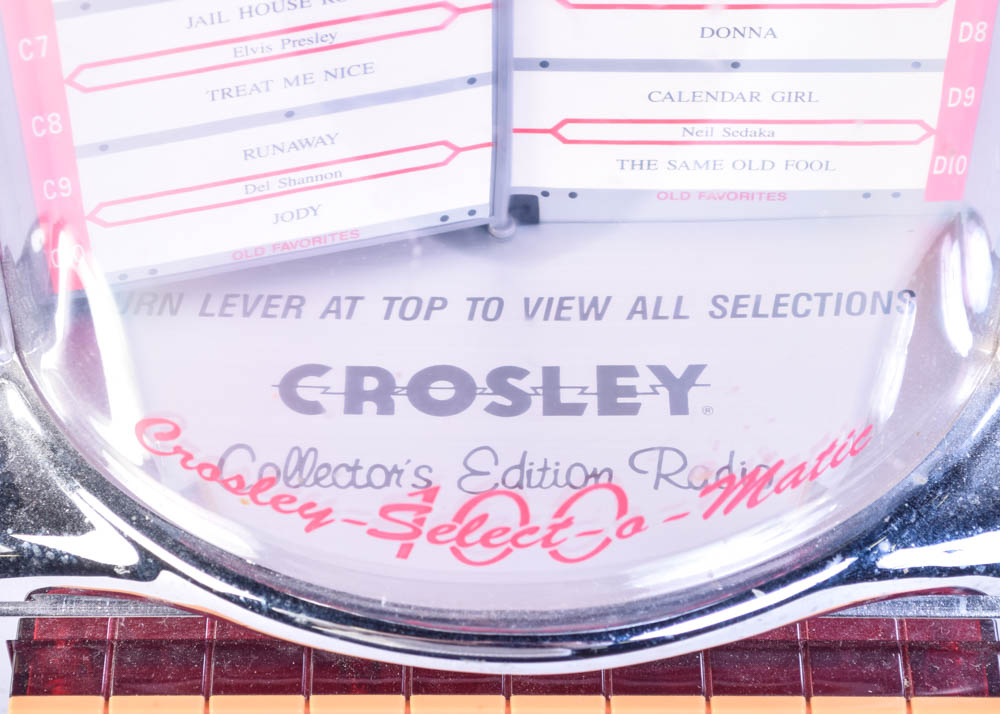 C7
JAIL HOUSE
Elvis Presley
TREAT ME NICE
C8
RUNAWAY
C9
Del Shannon
JODY
OLD FAVORITES
D8
DONNA
CALENDAR GIRL
D9
Neil Sedaka
THE SAME OLD FOOL
D10
OLD FAVORITES
LEVER AT TOP TO VIEW ALL SELECTIONS
CROSLEY®
Collector's Edition Radio
Crosley-Select-o-Matic
100